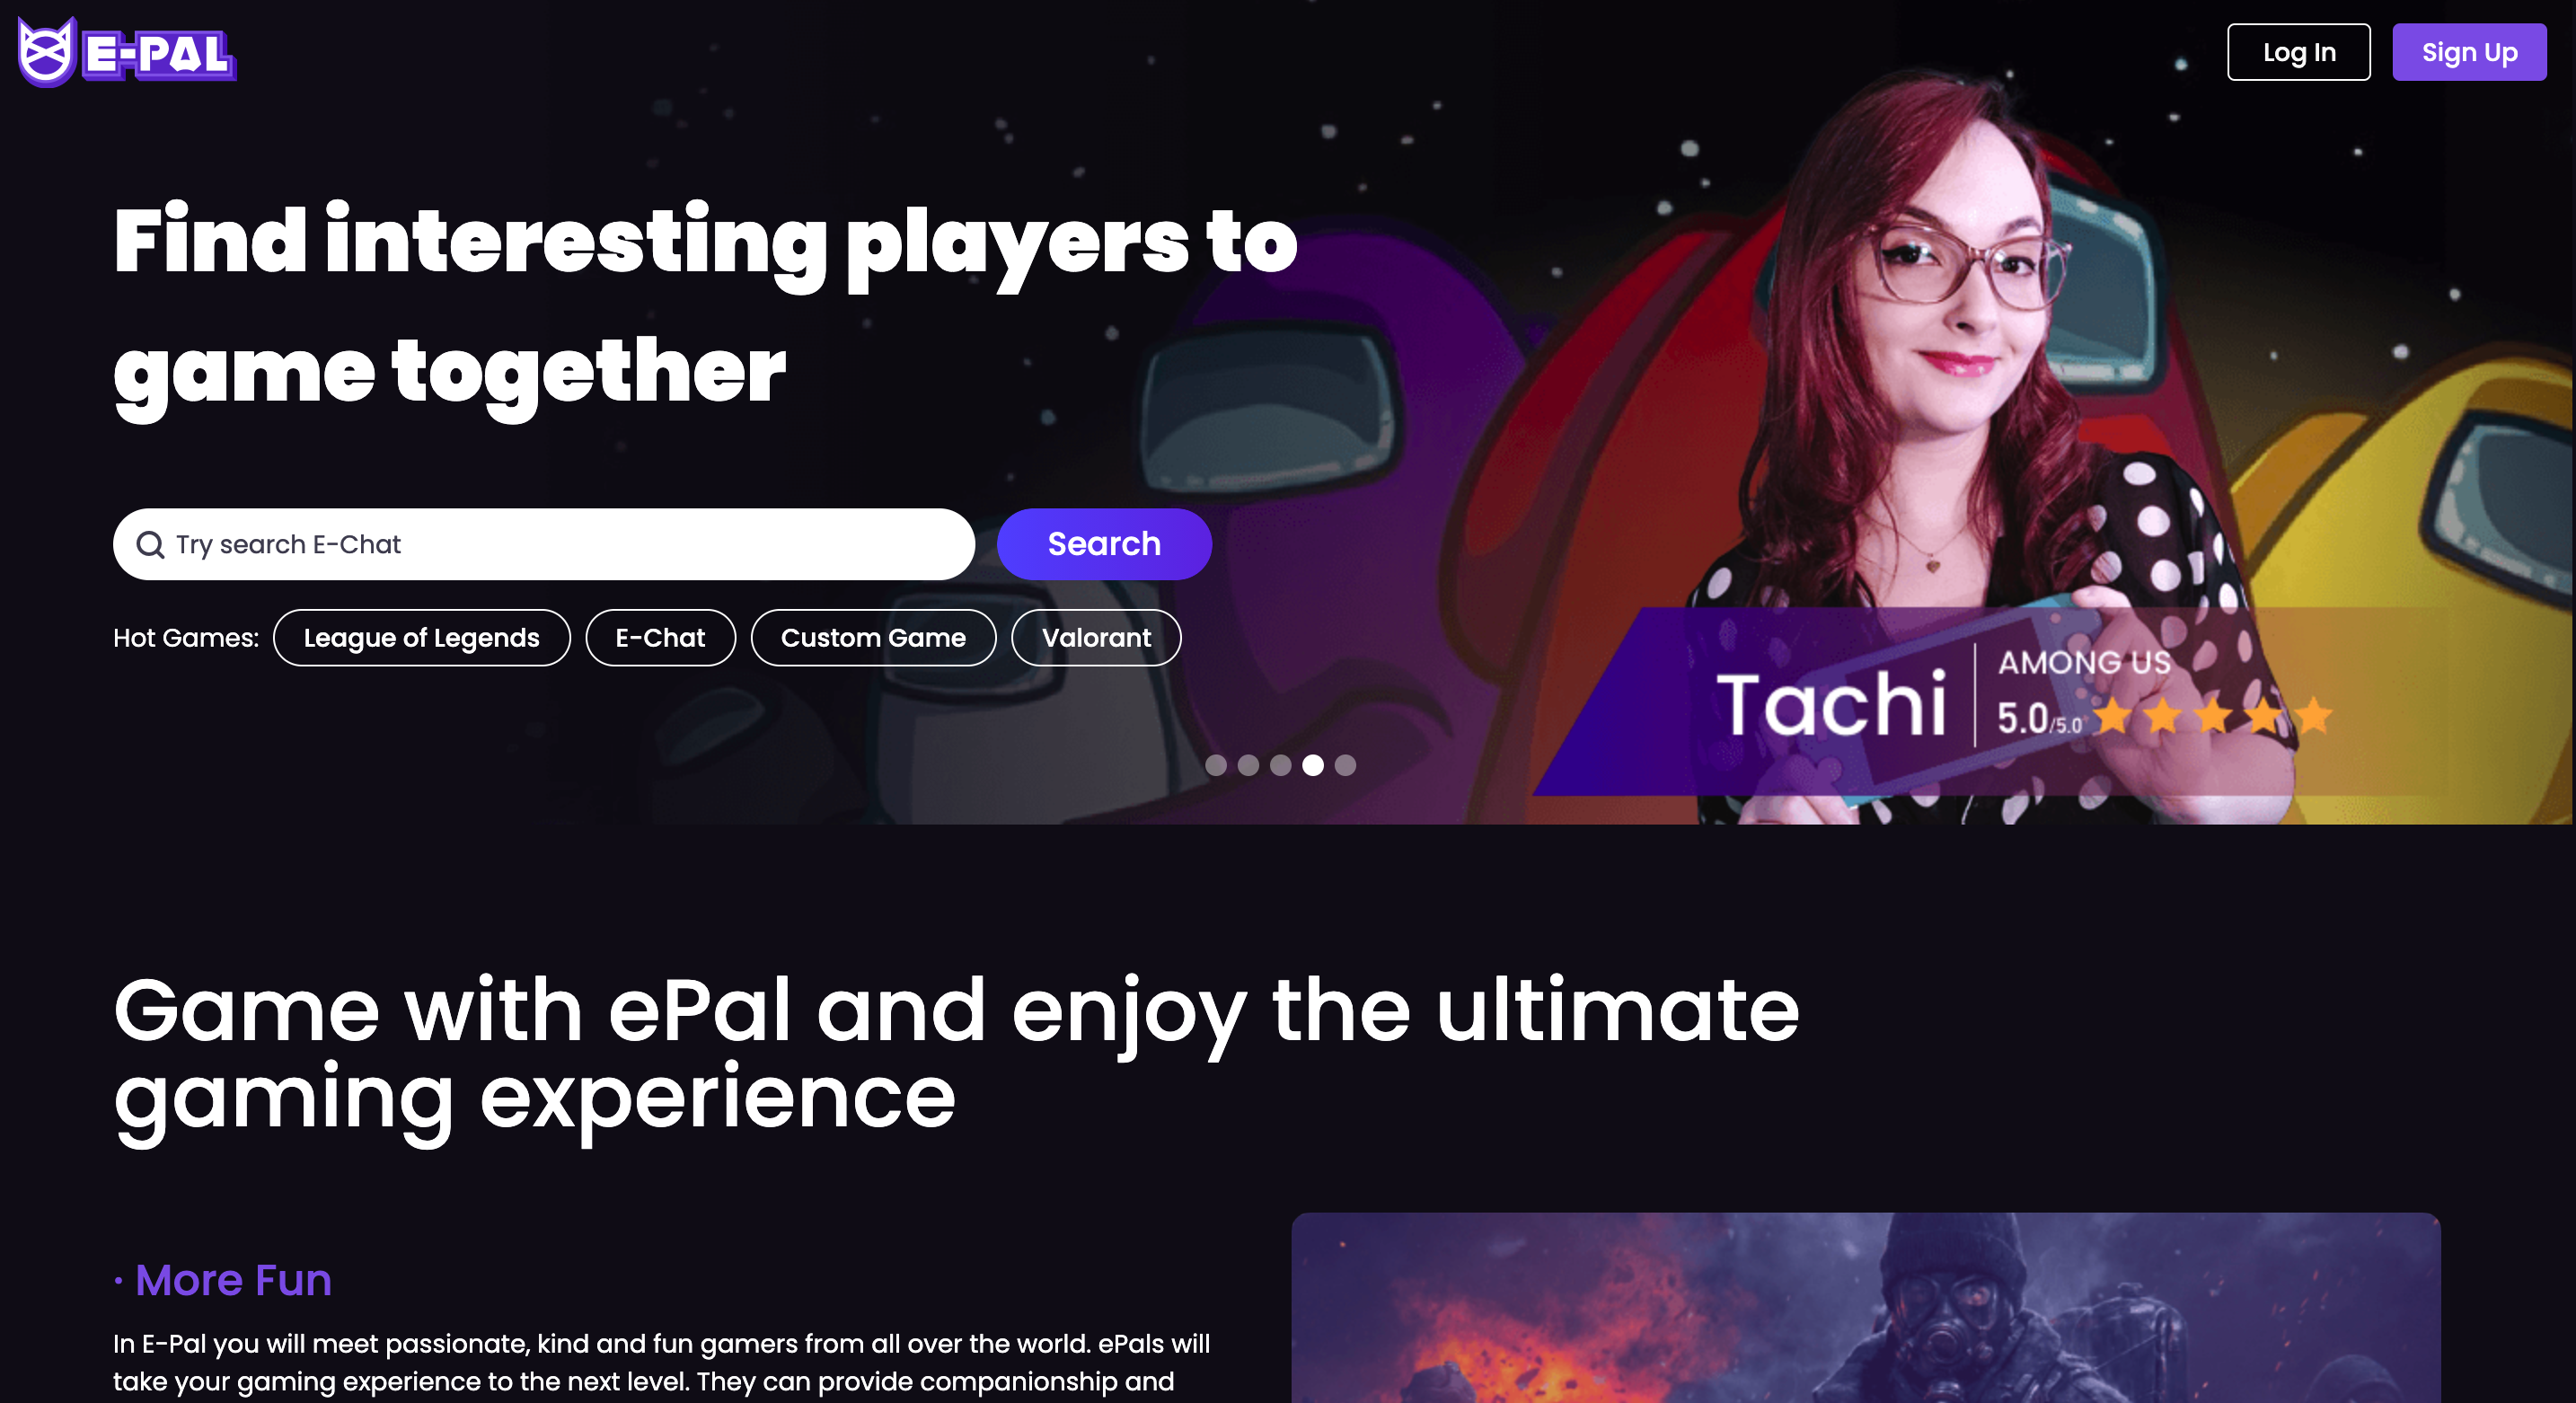 E-PAL
Log In
Sign Up
Find interesting players to
game together
Try search E-Chat
Search
Hot Games:
League of Legends
E-Chat
Custom Game
Valorant
Tachi
AMONG US
5.0/5.0
Game with ePal and enjoy the ultimate
gaming experience
· More Fun
In E-Pal you will meet passionate, kind and fun gamers from all over the world. ePals will
take your gaming experience to the next level. They can provide companionship and